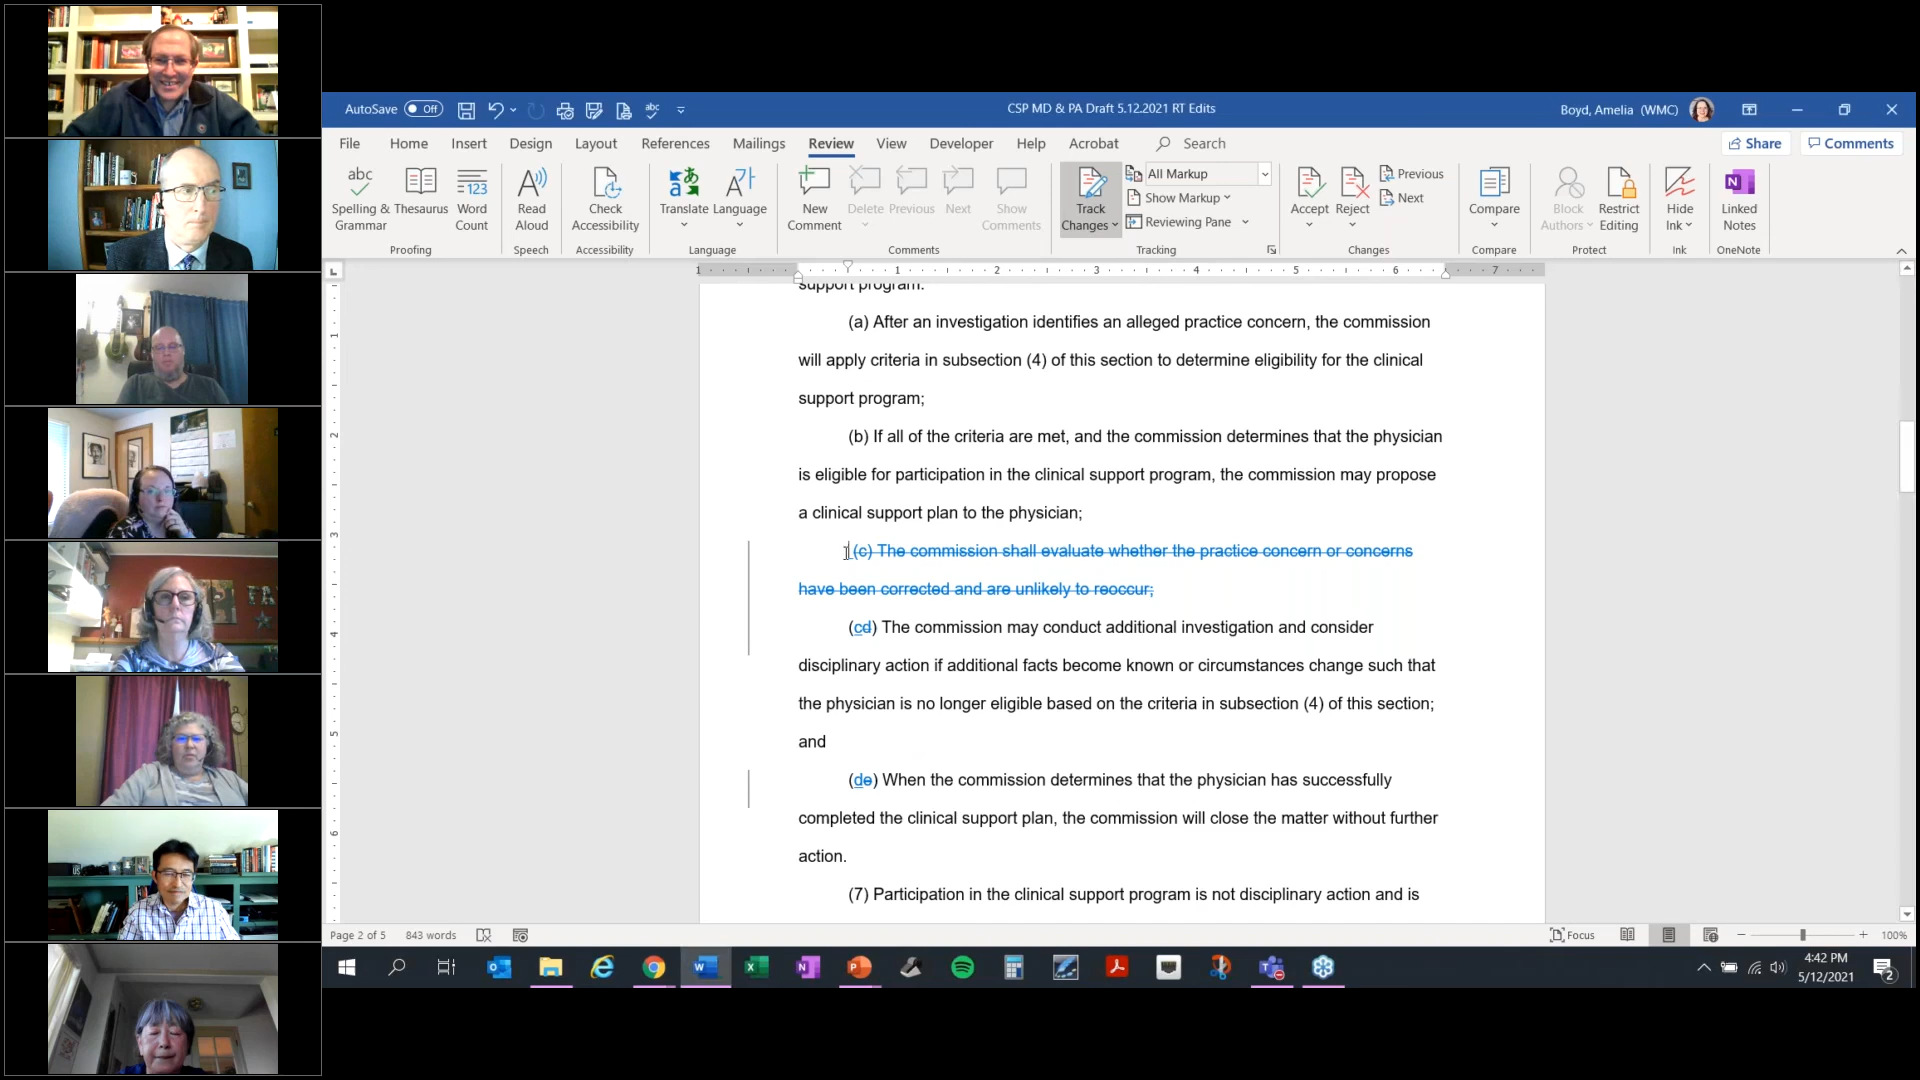 AutoSave Off
CSP MD & PA Draft 5.12.2021 RT Edits
Boyd, Amelia (WMC)
File Home Insert Design Layout References Mailings Review View Developer Help Acrobat Search
Share Comments
Spelling & Grammar
Thesaurus
Word Count
Read Aloud
Check Accessibility
Translate
Language
New Comment
Delete
Previous
Next
Show Comments
Track Changes
All Markup
Show Markup
Reviewing Pane
Accept
Reject
Previous
Next
Compare
Block Authors
Restrict Editing
Hide Ink
Linked Notes
Proofing Speech Accessibility Language Comments Tracking Changes Compare Protect Ink OneNote
1 1 2 3 4 5 6 7
support program.
(a) After an investigation identifies an alleged practice concern, the commission
will apply criteria in subsection (4) of this section to determine eligibility for the clinical
support program;
(b) If all of the criteria are met, and the commission determines that the physician
is eligible for participation in the clinical support program, the commission may propose
a clinical support plan to the physician;
(c) The commission shall evaluate whether the practice concern or concerns
have been corrected and are unlikely to reoccur;
(cd) The commission may conduct additional investigation and consider
disciplinary action if additional facts become known or circumstances change such that
the physician is no longer eligible based on the criteria in subsection (4) of this section;
and
(de) When the commission determines that the physician has successfully
completed the clinical support plan, the commission will close the matter without further
action.
(7) Participation in the clinical support program is not disciplinary action and is
Page 2 of 5 843 words
Focus
100%
4:42 PM
5/12/2021
2